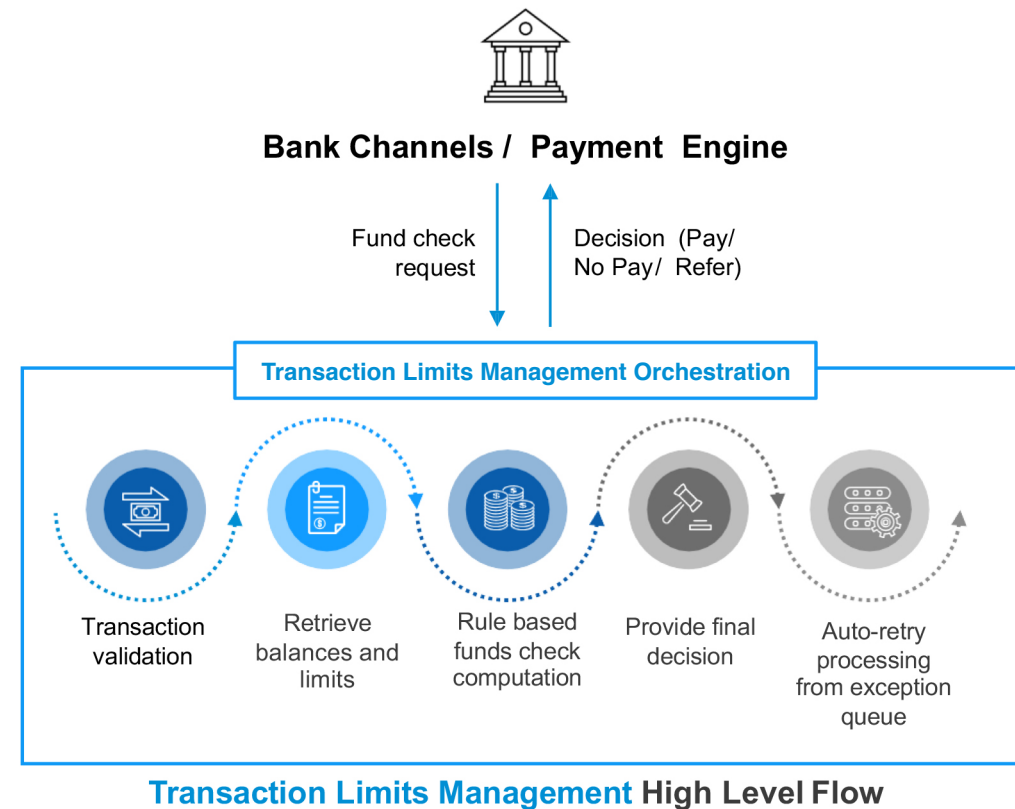 Bank Channels / Payment Engine
Fund check
request
Decision (Pay/
No Pay/ Refer)
Transaction Limits Management Orchestration
Transaction
validation
Retrieve
balances and
limits
Rule based
funds check
computation
Provide final
decision
Auto-retry
processing
from exception
queue
Transaction Limits Management High Level Flow